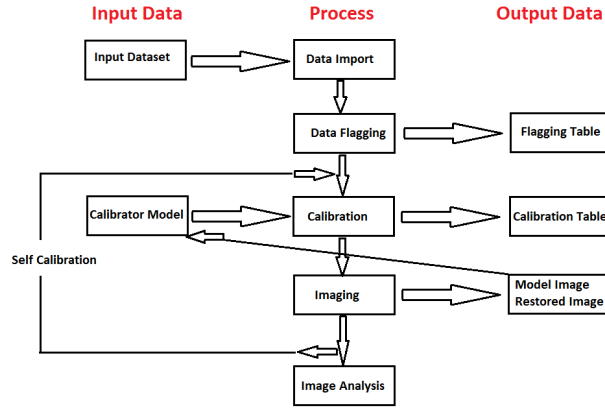 Input Data Process Output Data
Input Dataset
Data Import
Data Flagging
Flagging Table
Calibrator Model
Calibration
Calibration Table
Self Calibration
Imaging
Model Image
Restored Image
Image Analysis